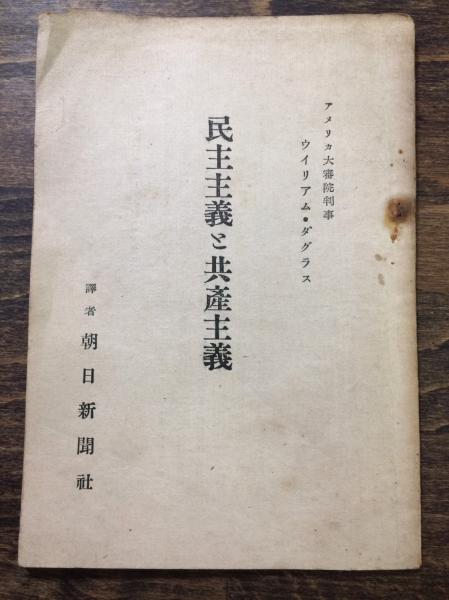 アメリカ大審院判事
ウイリアム・ダグラス
民主主義と共產主義
譯者 朝日新聞社